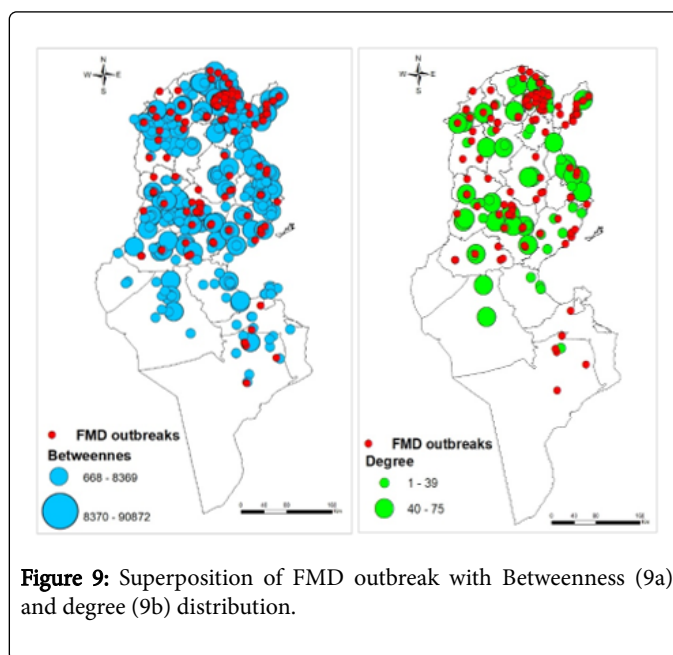 N
W E
S
FMD outbreaks
Betweennes
668 - 8369
8370 - 90872
N
W E
S
FMD outbreaks
Degree
1 - 39
40 - 75
Figure 9: Superposition of FMD outbreak with Betweenness (9a)
and degree (9b) distribution.